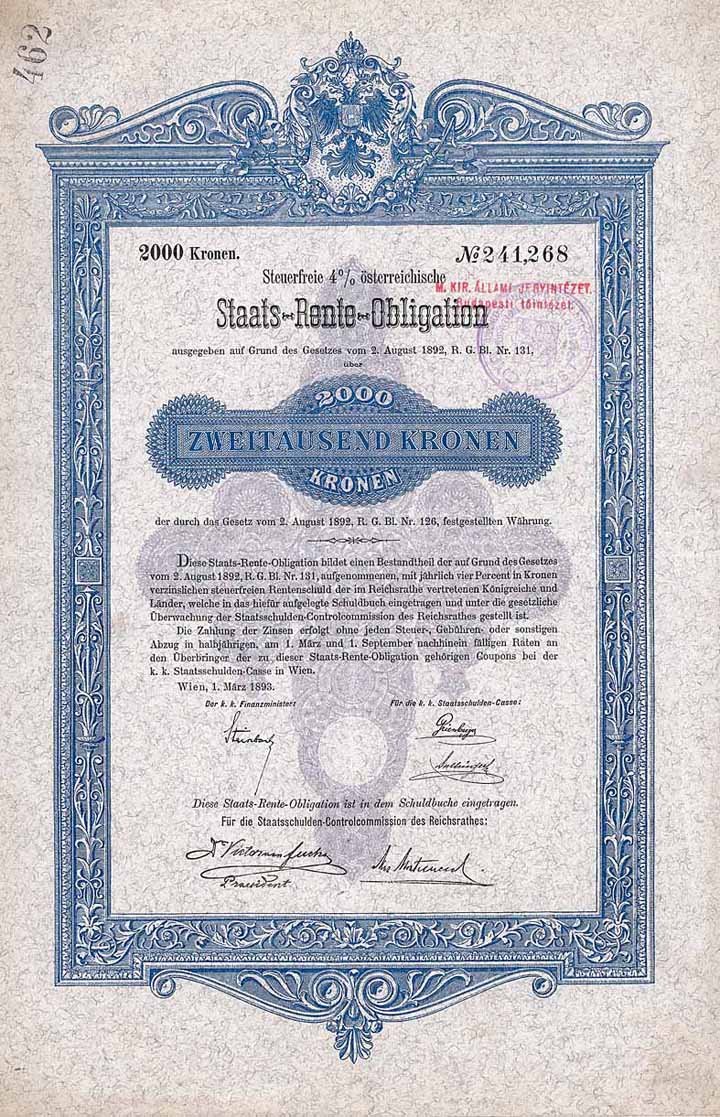 462
2000 Kronen.
№ 241,268
Steuerfreie 4% österreichische
M. KIR. ÁLLAMI JEGYINTÉZET.
Budapesti főintézet.
Staats-Rente-Obligation
ausgegeben auf Grund des Gesetzes vom 2. August 1892, R. G. Bl. Nr. 131,
über
2000
ZWEITAUSEND KRONEN
KRONEN
der durch das Gesetz vom 2. August 1892, R. G. Bl. Nr. 126, festgestellten Währung.
Diese Staats-Rente-Obligation bildet einen Bestandtheil der auf Grund des Gesetzes
vom 2. August 1892, R. G. Bl. Nr. 131, aufgenommenen, mit jährlich vier Percent in Kronen
verzinslichen steuerfreien Rentenschuld der im Reichsrathe vertretenen Königreiche und
Länder, welche in das hiefür aufgelegte Schuldbuch eingetragen und unter die gesetzliche
Überwachung der Staatsschulden-Controlcommission des Reichsrathes gestellt ist.
Die Zahlung der Zinsen erfolgt ohne jeden Steuer-, Gebühren- oder sonstigen
Abzug in halbjährigen, am 1. März und 1. September nachhinein fälligen Raten an
den Überbringer der zu dieser Staats-Rente-Obligation gehörigen Coupons bei der
k. k. Staatsschulden-Casse in Wien.
Wien, 1. März 1893.
Der k. k. Finanzminister:
Für die k. k. Staatsschulden-Casse:
Steinbach
Diese Staats-Rente-Obligation ist in dem Schuldbuche eingetragen.
Für die Staatsschulden-Controlcommission des Reichsrathes:
Praesident